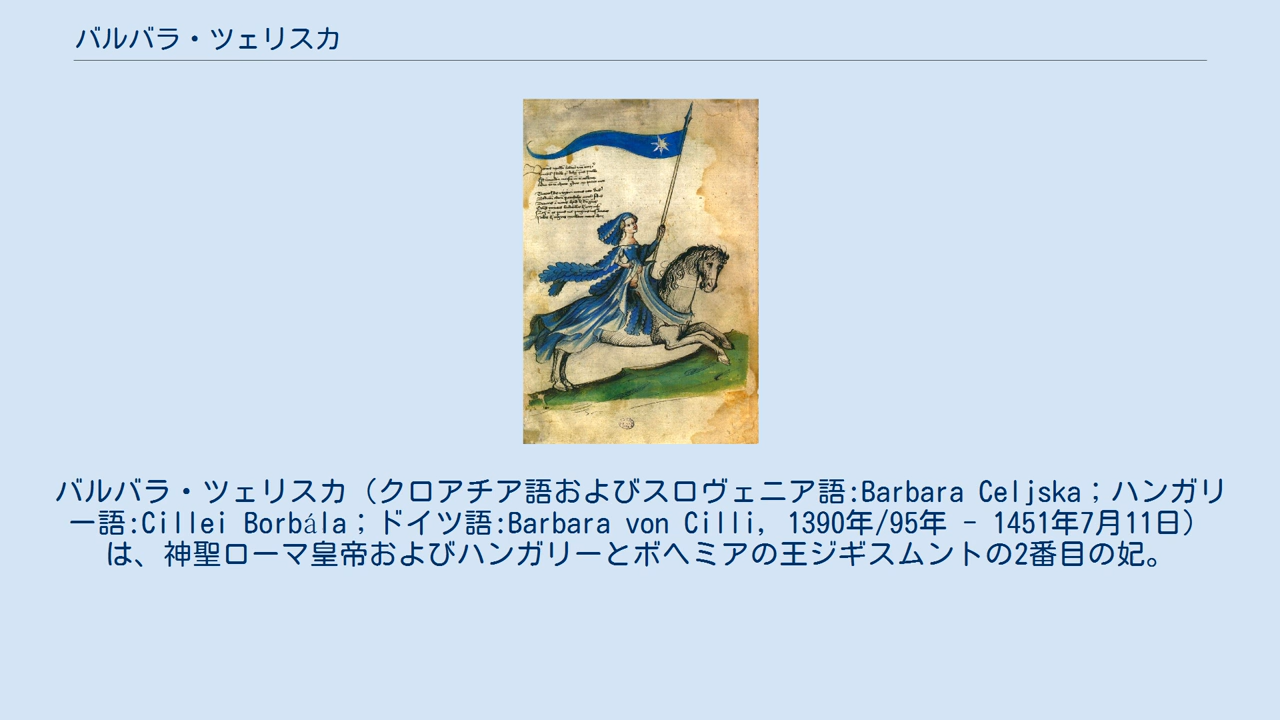 バルバラ・ツェリスカ
バルバラ・ツェリスカ（クロアチア語およびスロヴェニア語:Barbara Celjska；ハンガリ
ー語:Cillei Borbála；ドイツ語:Barbara von Cilli, 1390年/95年 - 1451年7月11日）
は、神聖ローマ皇帝およびハンガリーとボヘミアの王ジギスムントの2番目の妃。